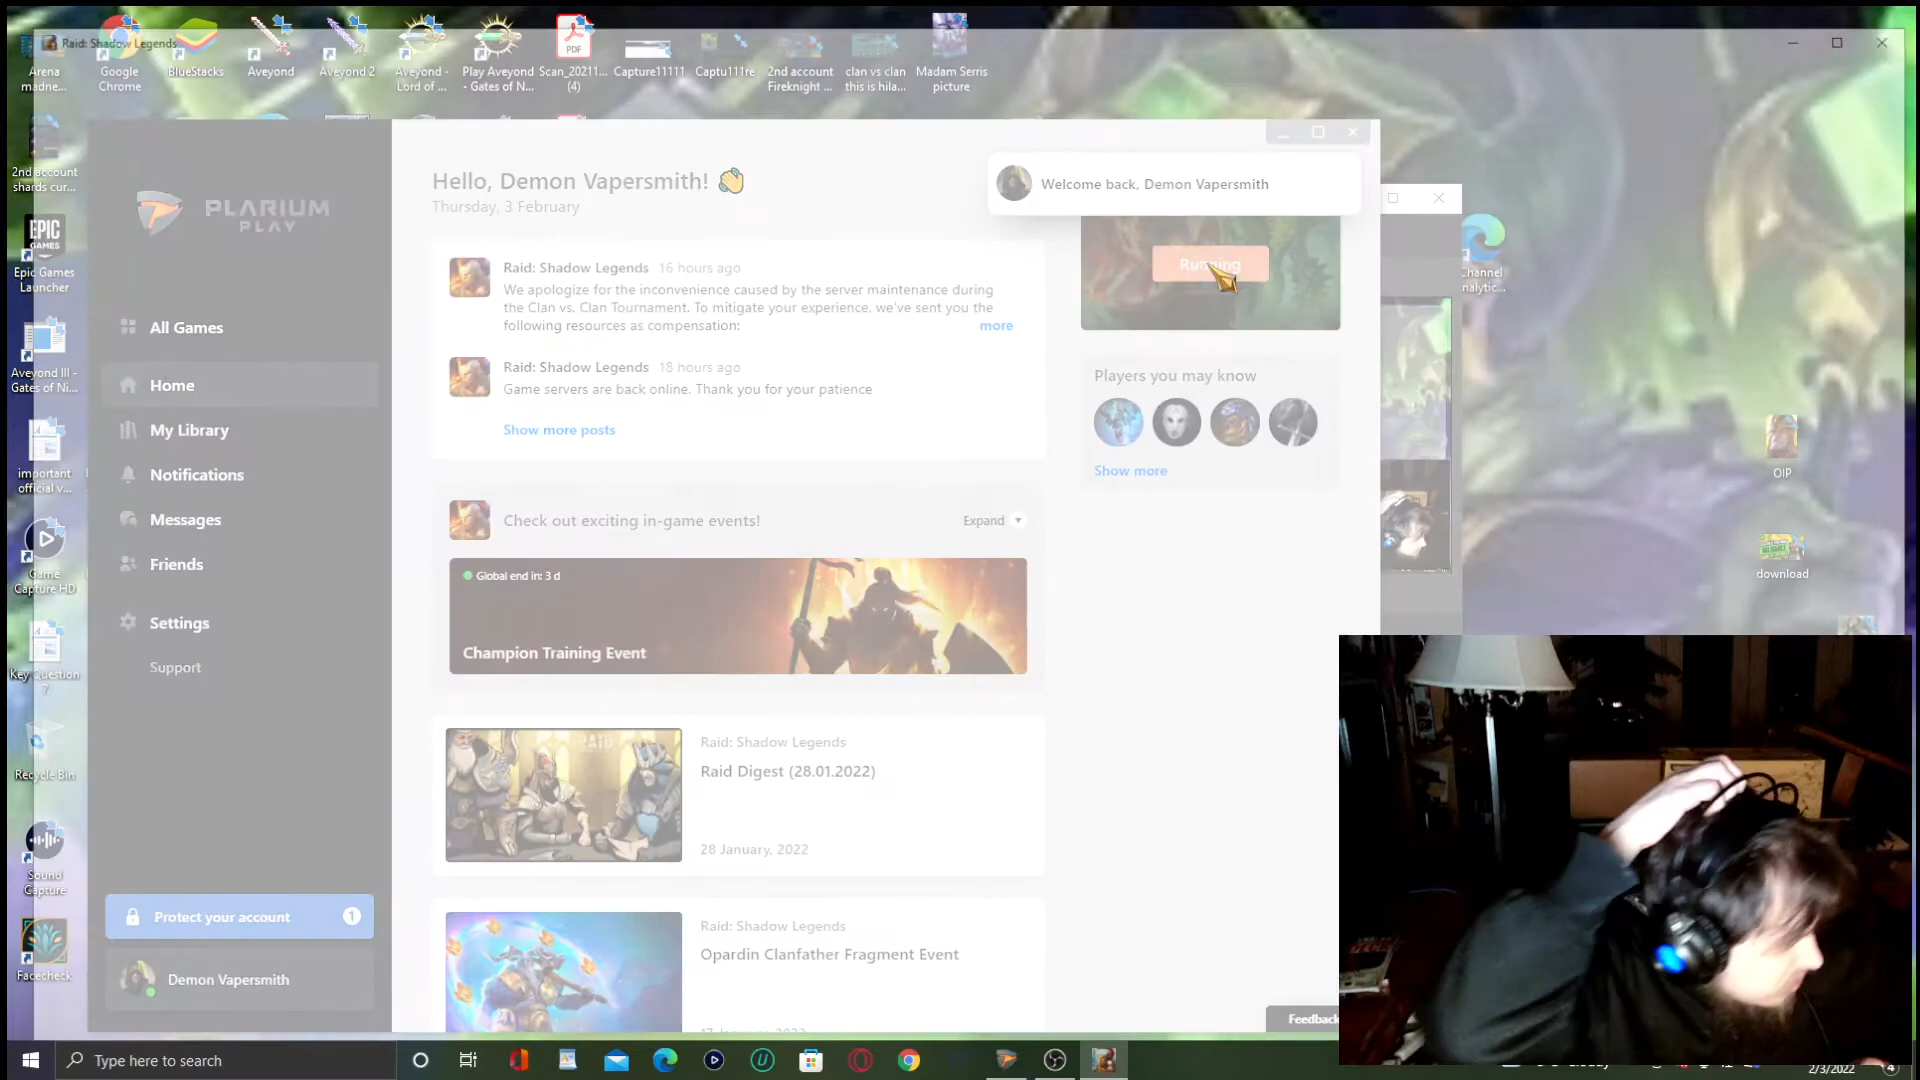 Raid: Shadow Legends
Arena
madne...
Google
Chrome
BlueStacks
Aveyond
Aveyond 2
Aveyond -
Lord of ...
Play Aveyond
- Gates of N...
PDF
Scan_20211...
(4)
Capture11111
Captu111re
2nd account
Fireknight ...
clan vs clan
this is hila...
Madam Serris
picture
2nd account
shards cur...
EPIC
GAMES
Epic Games
Launcher
Aveyond III -
Gates of Ni...
important
official v...
Game
Capture HD
Key Question
7
Recycle Bin
Sound
Capture
Facecheck
PLARIUM
PLAY
All Games
Home
My Library
Notifications
Messages
Friends
Settings
Support
Protect your account 1
Demon Vapersmith
Hello, Demon Vapersmith!
Thursday, 3 February
Welcome back, Demon Vapersmith
Raid: Shadow Legends 16 hours ago
We apologize for the inconvenience caused by the server maintenance during
the Clan vs. Clan Tournament. To mitigate your experience, we've sent you the
following resources as compensation: more
Raid: Shadow Legends 18 hours ago
Game servers are back online. Thank you for your patience
Show more posts
Running
Players you may know
Show more
Check out exciting in-game events! Expand
Global end in: 3 d
Champion Training Event
RAID
Raid: Shadow Legends
Raid Digest (28.01.2022)
28 January, 2022
Raid: Shadow Legends
Opardin Clanfather Fragment Event
Feedback
Channel
OIP
download
Type here to search
2/3/2022
4